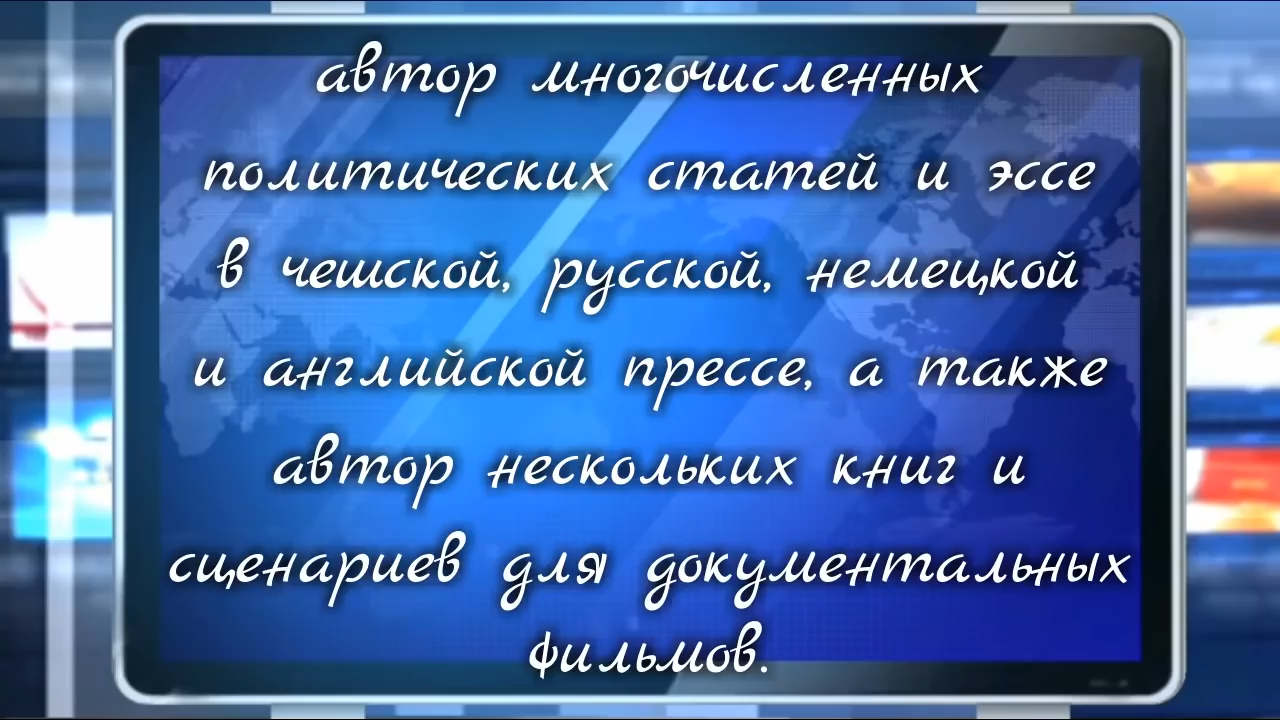 автор многочисленных
политических статей и эссе
в чешской, русской, немецкой
и английской прессе, а также
автор нескольких книг и
сценариев для документальных
фильмов.